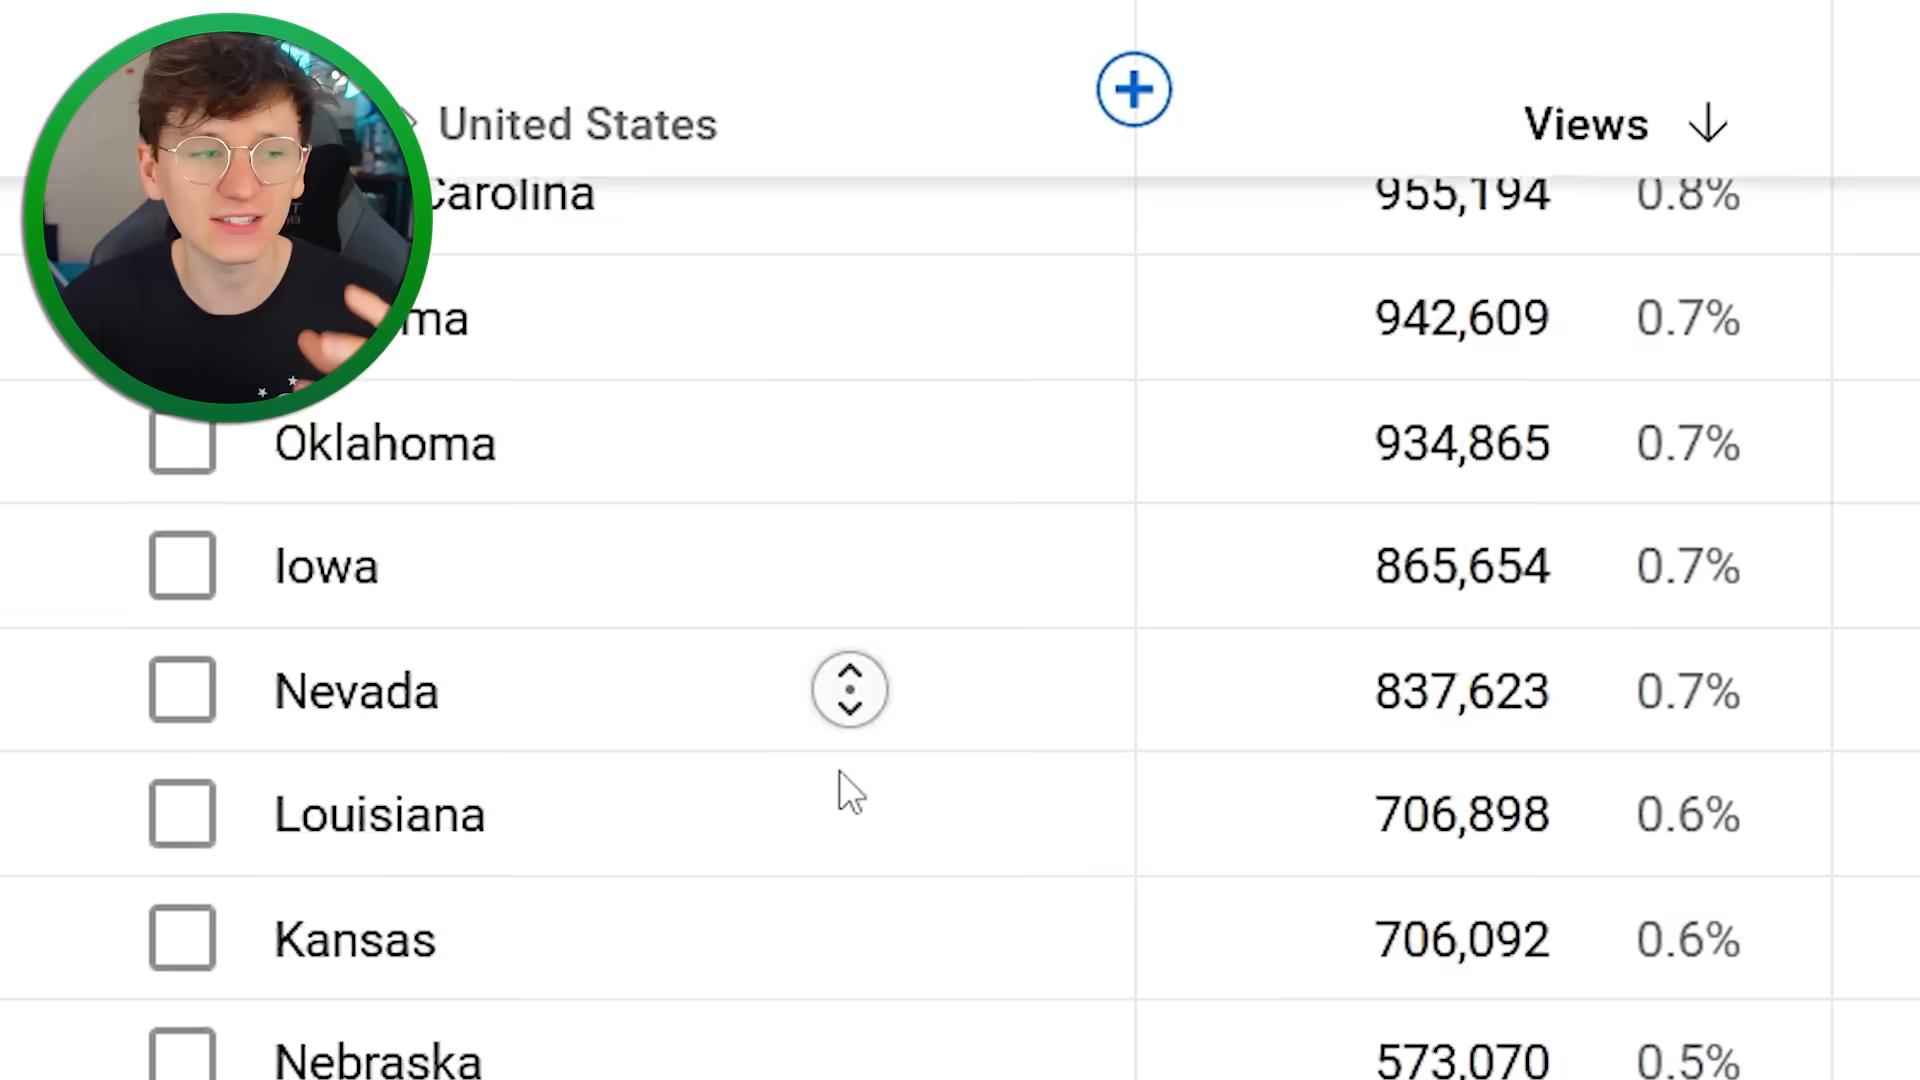 United States
Views
Carolina 955,194 0.8%
ma 942,609 0.7%
Oklahoma 934,865 0.7%
Iowa 865,654 0.7%
Nevada 837,623 0.7%
Louisiana 706,898 0.6%
Kansas 706,092 0.6%
Nebraska 573,070 0.5%